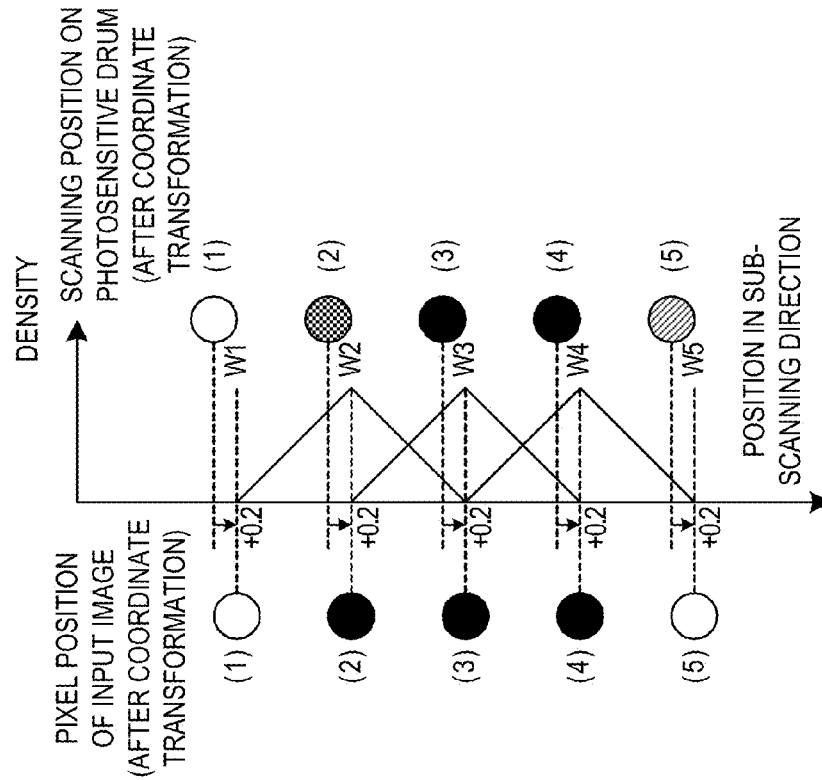 DENSITY
SCANNING POSITION ON
PHOTOSENSITIVE DRUM
(AFTER COORDINATE
TRANSFORMATION)
(1)
(2)
(3)
(4)
(5)
W1
W2
W3
W4
W5
+0.2
+0.2
+0.2
+0.2
+0.2
(1)
(2)
(3)
(4)
(5)
PIXEL POSITION
OF INPUT IMAGE
(AFTER COORDINATE
TRANSFORMATION)
POSITION IN SUB-
SCANNING DIRECTION